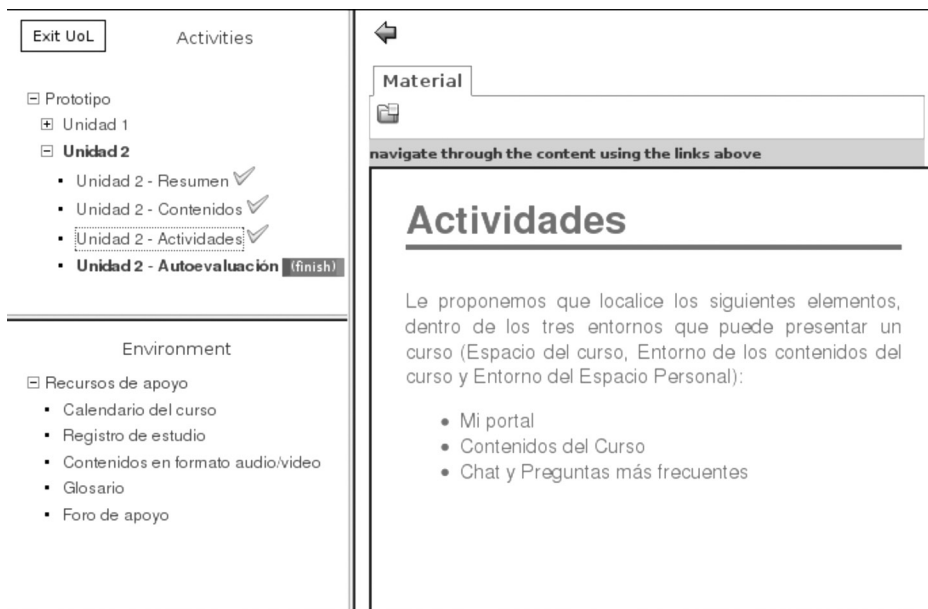 Exit UoL
Activities
Prototipo
Unidad 1
Unidad 2
Unidad 2 - Resumen
Unidad 2 - Contenidos
Unidad 2 - Actividades
Unidad 2 - Autoevaluación (finish)
Environment
Recursos de apoyo
Calendario del curso
Registro de estudio
Contenidos en formato audio/video
Glosario
Foro de apoyo
Material
navigate through the content using the links above
Actividades
Le proponemos que localice los siguientes elementos,
dentro de los tres entornos que puede presentar un
curso (Espacio del curso, Entorno de los contenidos del
curso y Entorno del Espacio Personal):
Mi portal
Contenidos del Curso
Chat y Preguntas más frecuentes